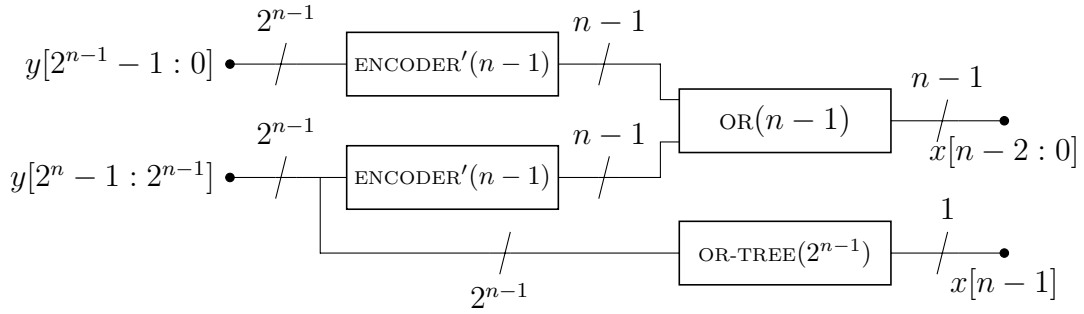 2^{n-1}
n − 1
y[2^{n-1} − 1 : 0]
ENCODER′(n − 1)
n − 1
OR(n − 1)
x[n − 2 : 0]
2^{n-1}
n − 1
y[2^n − 1 : 2^{n-1}]
ENCODER′(n − 1)
1
OR-TREE(2^{n-1})
2^{n-1}
x[n − 1]